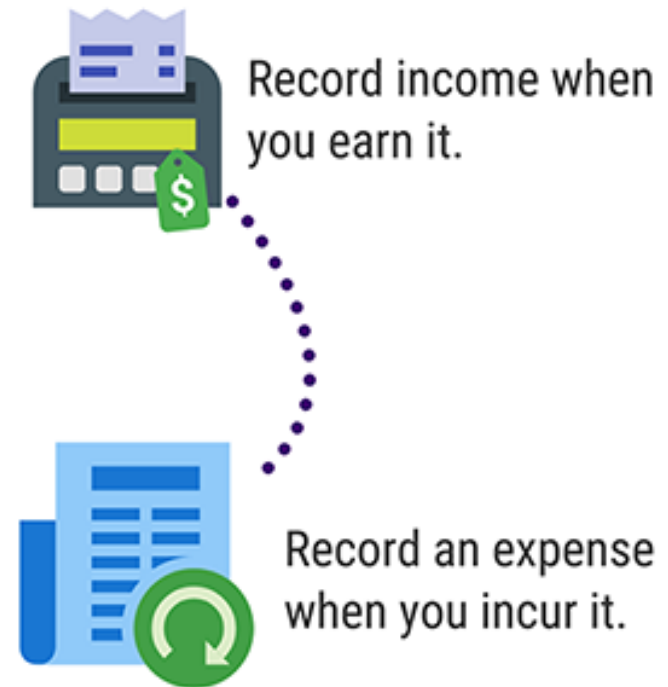 Record income when
you earn it.
$
Record an expense
when you incur it.